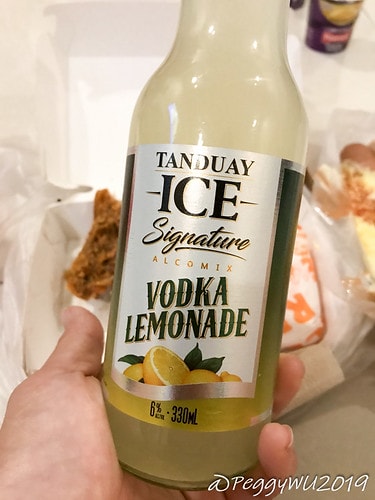 TANDUAY
ICE
Signature
ALCOMIX
VODKA
LEMONADE
6% 330ML
@PeggyWU2019